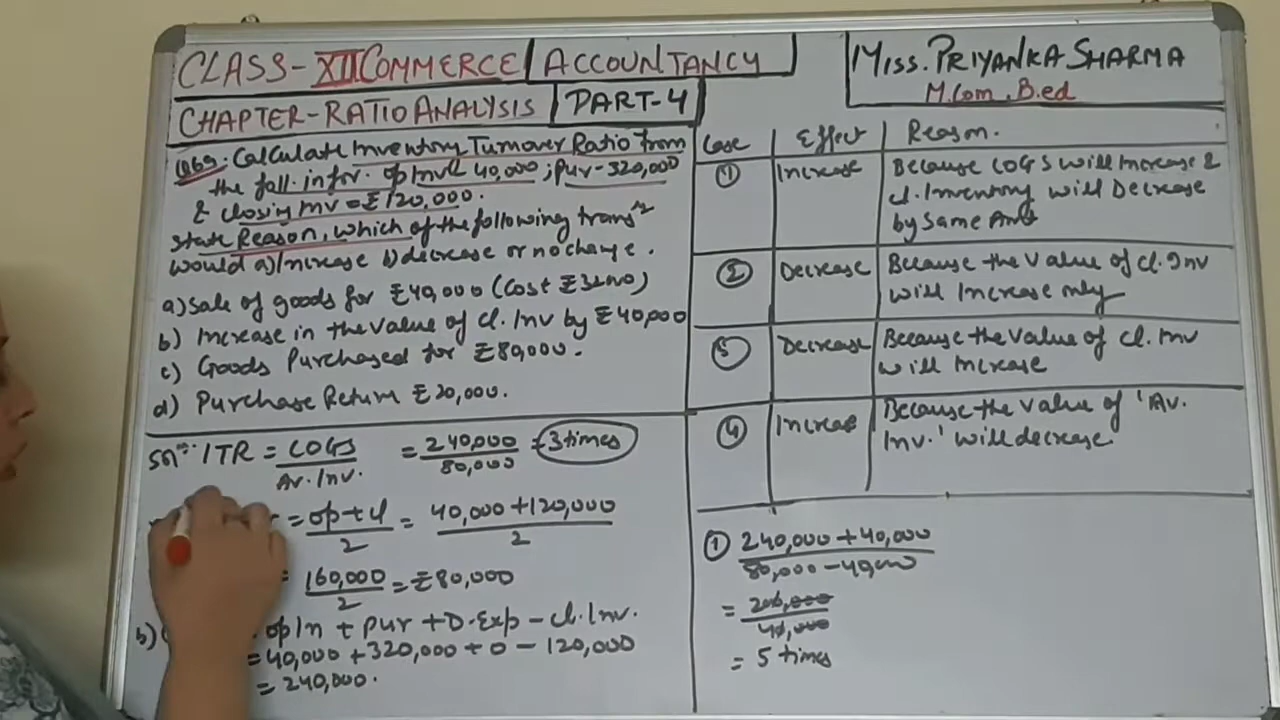 CLASS-XII COMMERCE ACCOUNTANCY
CHAPTER-RATIO ANALYSIS PART-4
MISS. PRIYANKA SHARMA
M.Com, B.ed
Q69. Calculate Inventory Turnover Ratio from
the foll. infor. op Inv ₹ 40,000; pur-320,000
& closing inv = ₹120,000.
State Reason, which of the following trans
would a) Increase b) decrease or no change.
a) Sale of goods for ₹40,000 (Cost ₹32000)
b) Increase in the value of cl. Inv by ₹40,000
c) Goods Purchased for ₹80,000.
d) Purchase Return ₹20,000.
ITR = COGS = 240,000 = 3 times
Av. Inv. 80,000
= op + cl = 40,000 + 120,000
2 2
= 160,000 = ₹80,000
2
b) op In + pur + D. Exp - cl. Inv.
= 40,000 + 320,000 + 0 - 120,000
= 240,000.
Case Effect Reason.
① Increase Because COGS will Increase &
cl. Inventory will Decrease
by Same Amt
② Decrease Because the value of cl. Inv
will Increase only
③ Decrease Because the value of cl. Inv
will Increase
④ Increase Because the value of 'Av.
Inv.' will decrease
① 240,000 + 40,000
80,000 - 40,000
=
40,000
= 5 times